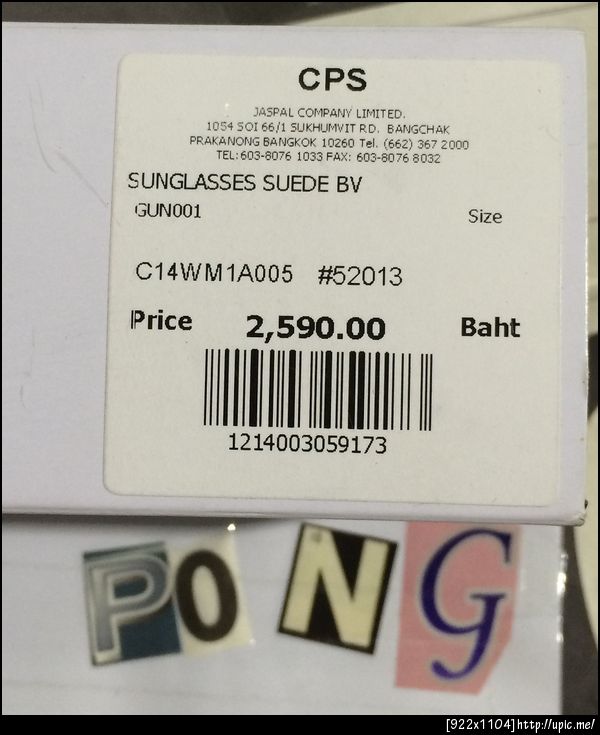 CPS
JASPAL COMPANY LIMITED.
1054 SOI 66/1 SUKHUMVIT RD. BANGCHAK
PRAKANONG BANGKOK 10260 Tel. (662) 367 2000
TEL:603-8076 1033 FAX: 603-8076 8032
SUNGLASSES SUEDE BV
GUN001 Size
C14WM1A005 #52013
Price 2,590.00 Baht
1214003059173
PONG
[922x1104]http://upic.me/